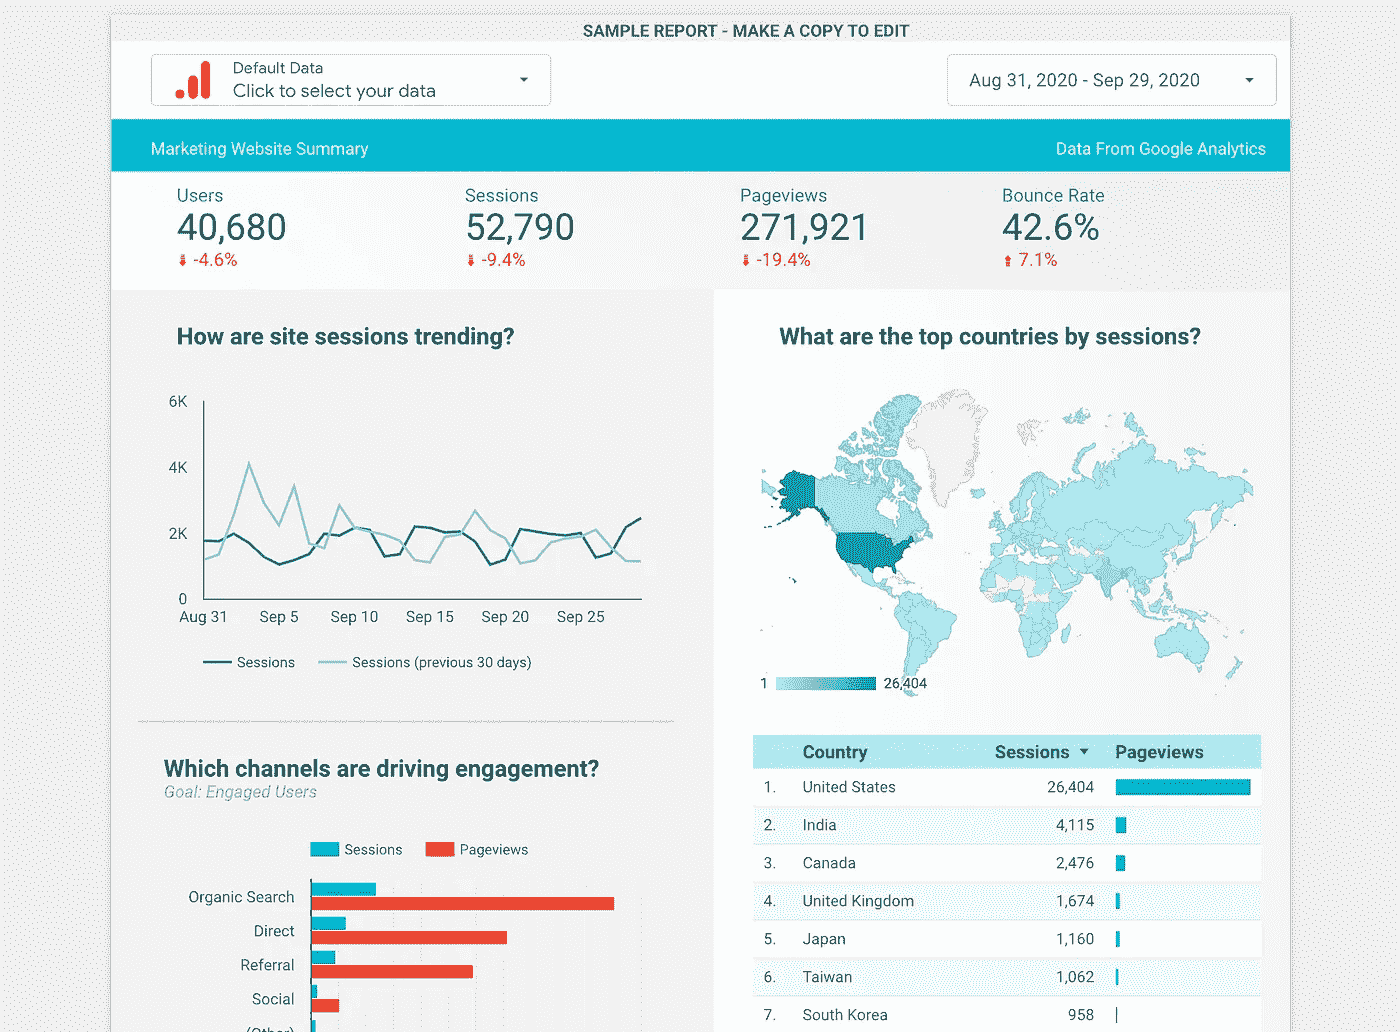 SAMPLE REPORT - MAKE A COPY TO EDIT
Default Data
Click to select your data
Aug 31, 2020 - Sep 29, 2020
Marketing Website Summary
Data From Google Analytics
Users
40,680
-4.6%
Sessions
52,790
-9.4%
Pageviews
271,921
-19.4%
Bounce Rate
42.6%
7.1%
How are site sessions trending?
6K
4K
2K
0
Aug 31 Sep 5 Sep 10 Sep 15 Sep 20 Sep 25
Sessions Sessions (previous 30 days)
What are the top countries by sessions?
1 26,404
Which channels are driving engagement?
Goal: Engaged Users
Sessions Pageviews
Organic Search
Direct
Referral
Social
(Other)
Country Sessions Pageviews
1. United States 26,404
2. India 4,115
3. Canada 2,476
4. United Kingdom 1,674
5. Japan 1,160
6. Taiwan 1,062
7. South Korea 958